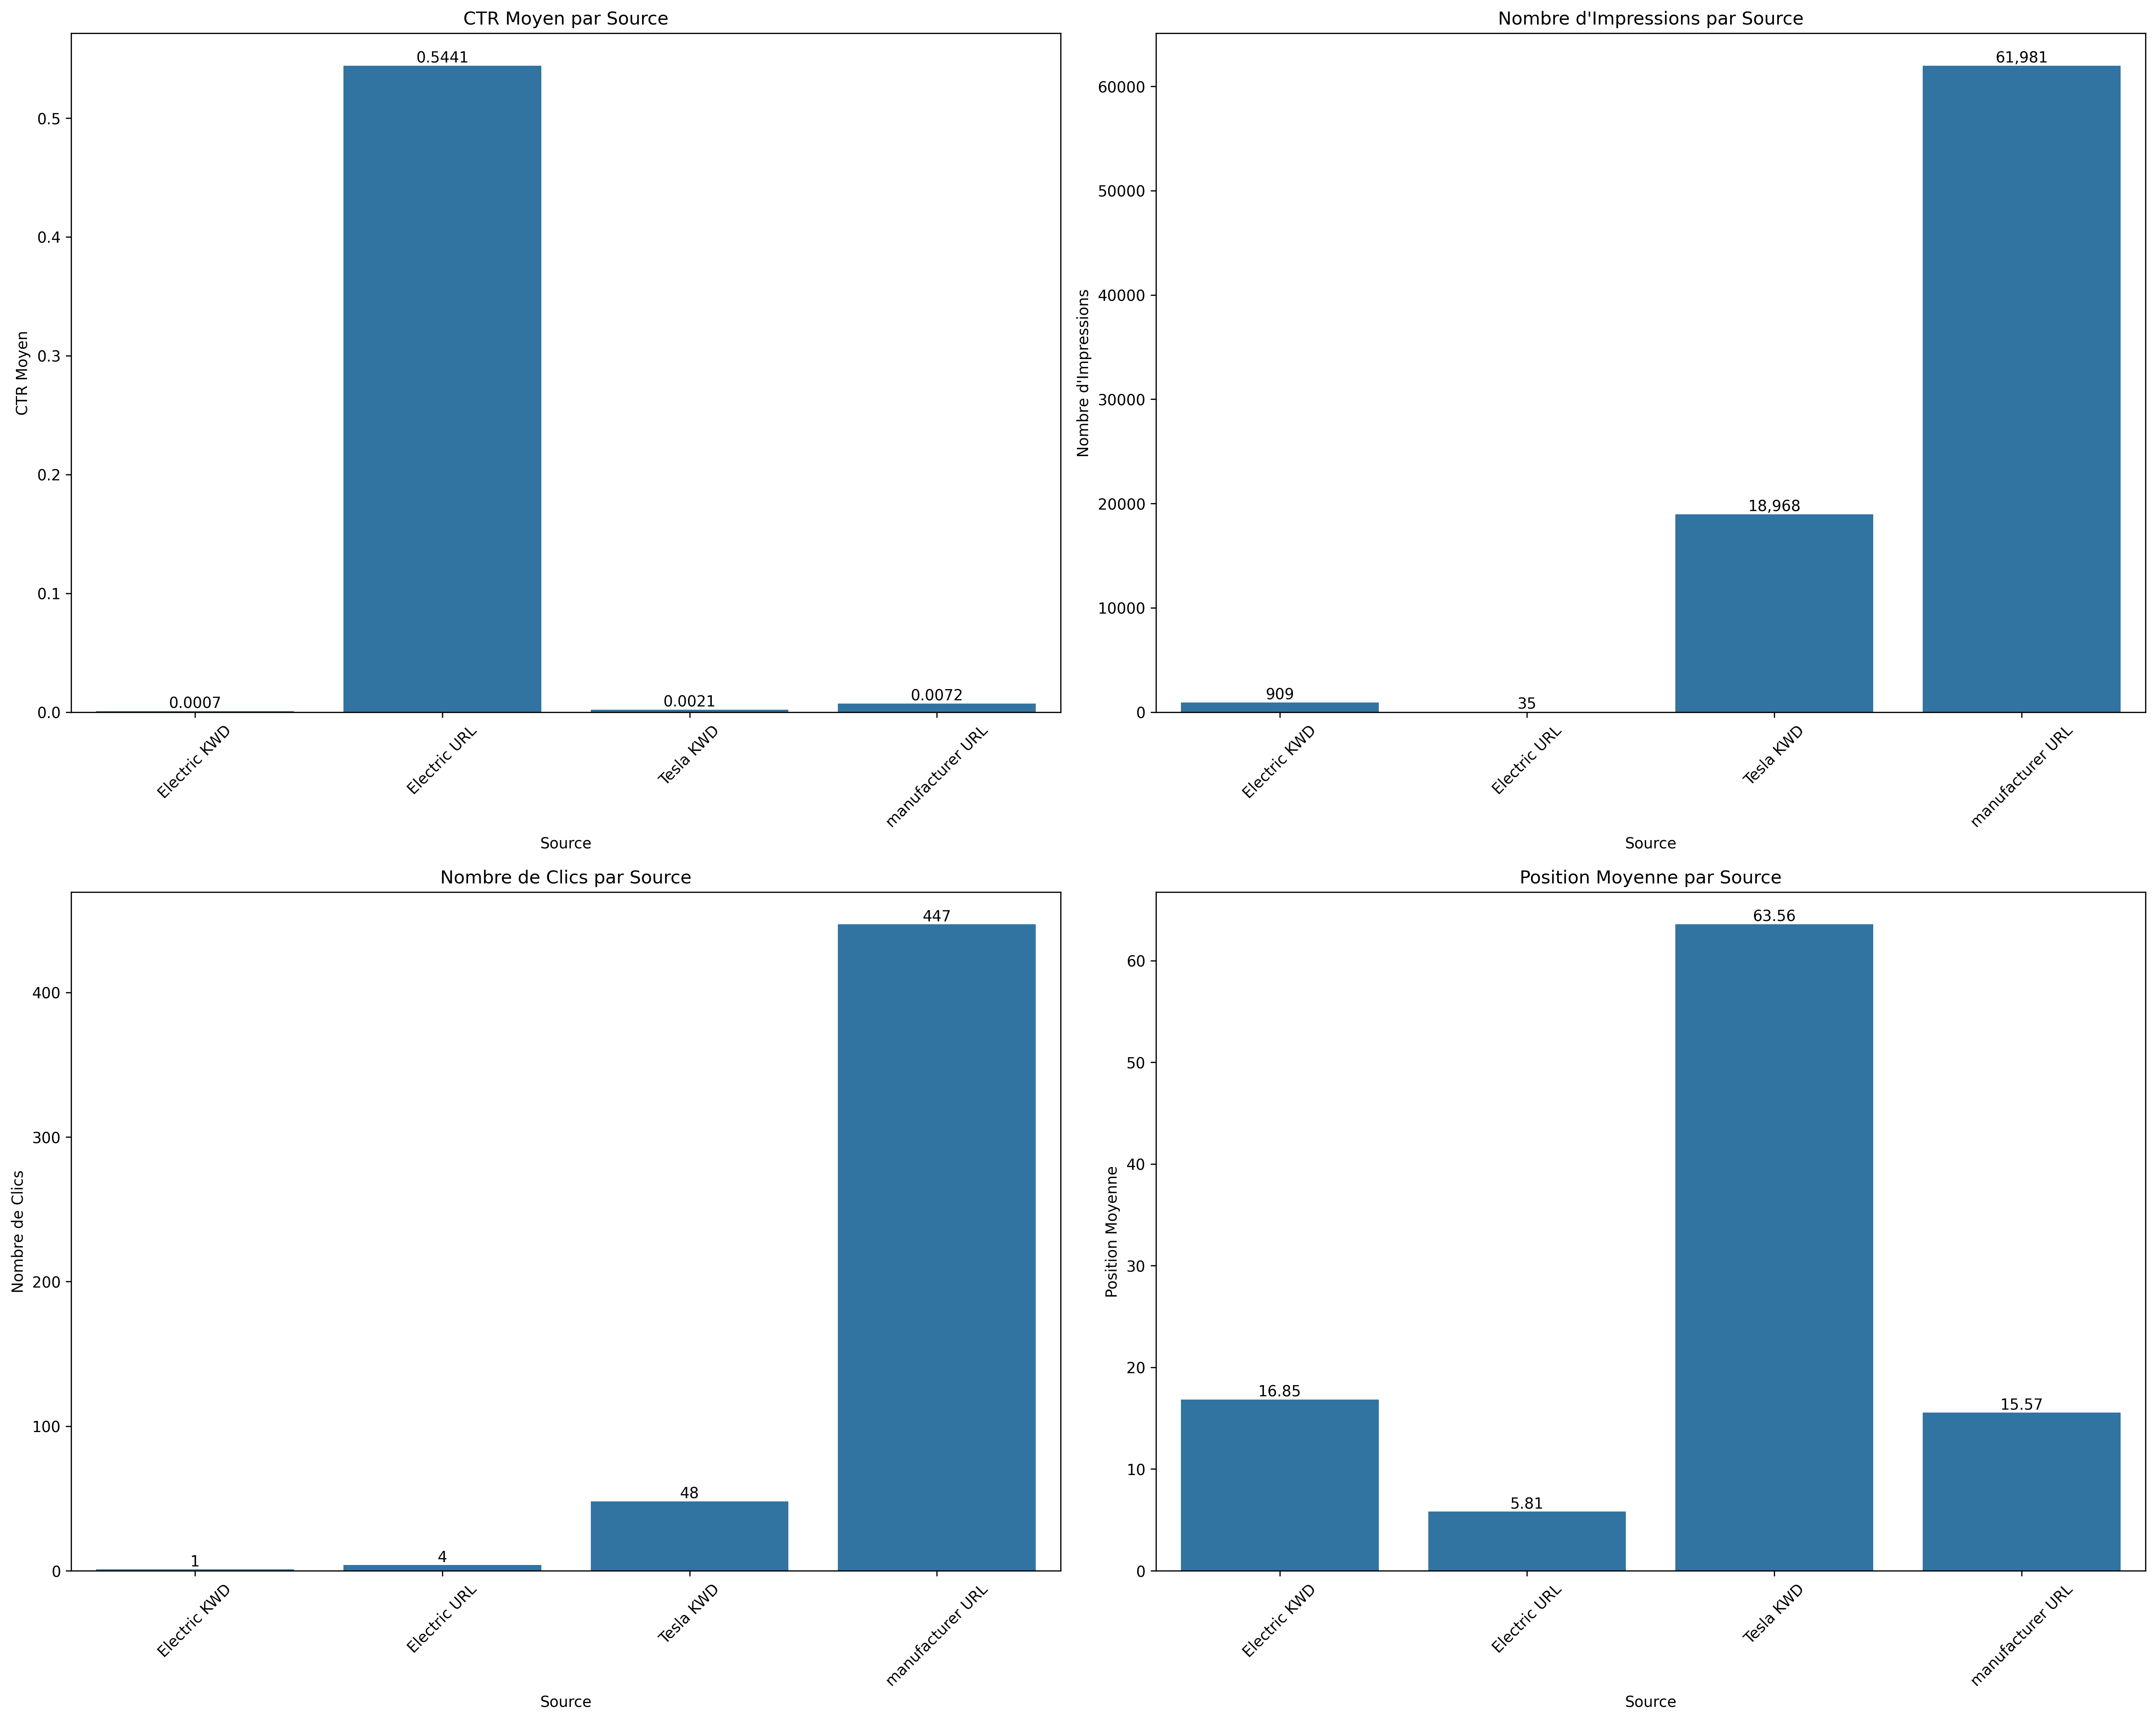 CTR Moyen par Source
CTR Moyen
0.5
0.4
0.3
0.2
0.1
0.0
0.0007
0.5441
0.0021
0.0072
Electric KWD
Electric URL
Tesla KWD
manufacturer URL
Source
Nombre d'Impressions par Source
Nombre d'Impressions
60000
50000
40000
30000
20000
10000
0
909
35
18,968
61,981
Electric KWD
Electric URL
Tesla KWD
manufacturer URL
Source
Nombre de Clics par Source
Nombre de Clics
400
300
200
100
0
1
4
48
447
Electric KWD
Electric URL
Tesla KWD
manufacturer URL
Source
Position Moyenne par Source
Position Moyenne
60
50
40
30
20
10
0
16.85
5.81
63.56
15.57
Electric KWD
Electric URL
Tesla KWD
manufacturer URL
Source